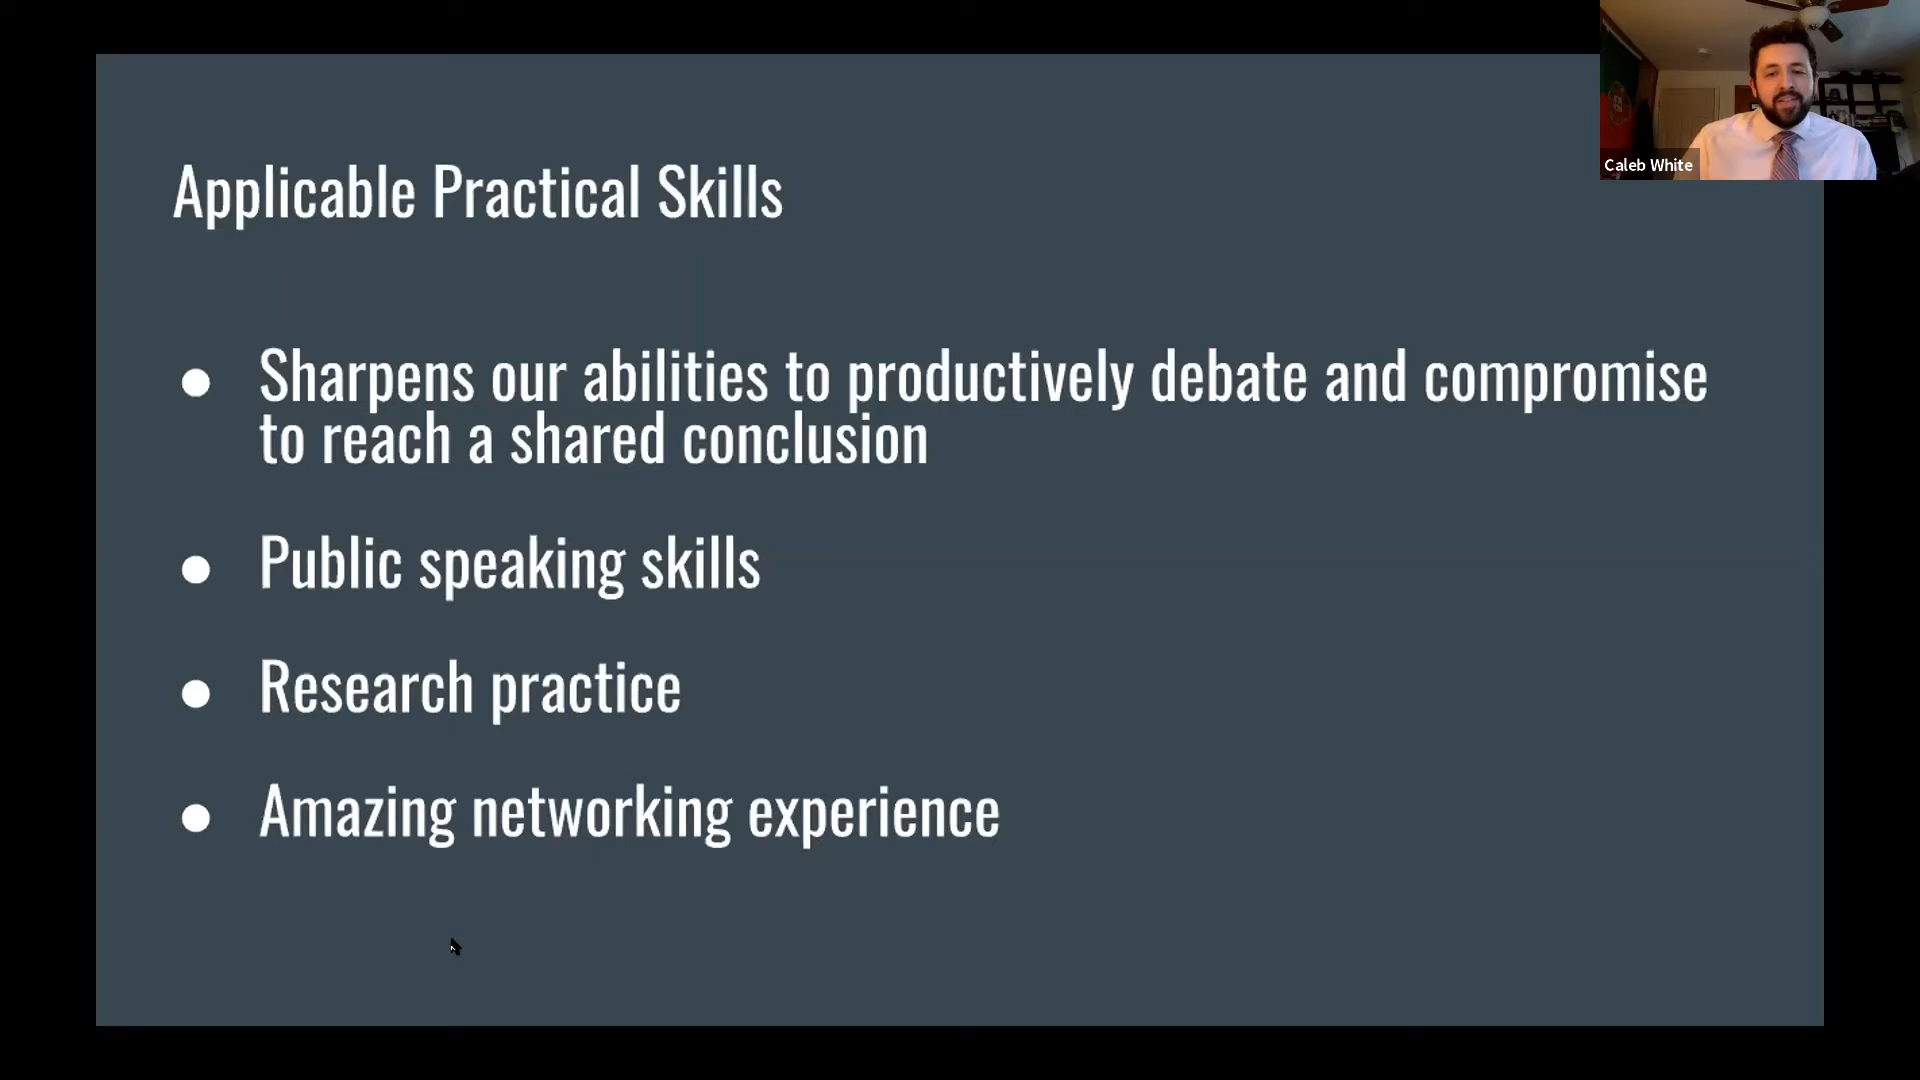 Applicable Practical Skills
Caleb White
● Sharpens our abilities to productively debate and compromise
to reach a shared conclusion
● Public speaking skills
● Research practice
● Amazing networking experience